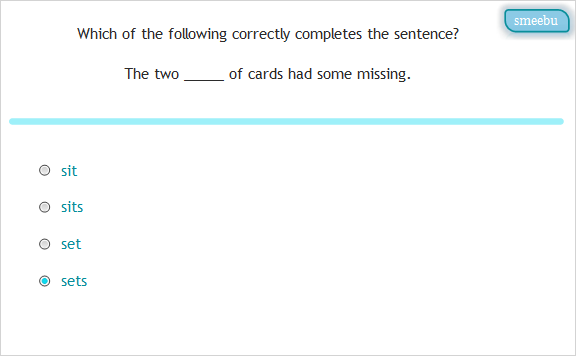 smeebu
Which of the following correctly completes the sentence?
The two _____ of cards had some missing.
sit
sits
set
sets